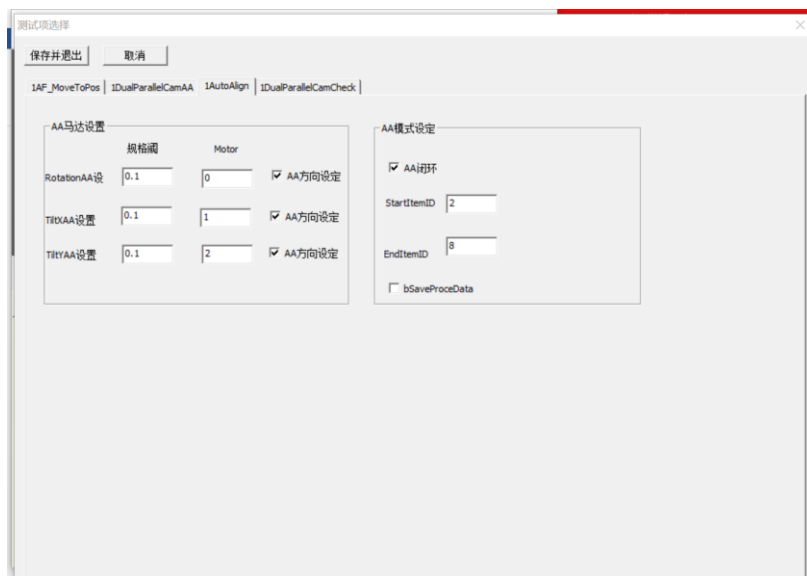 测试项选择
保存并退出 取消
1AF_MoveToPos 1DualParallelCamAA 1AutoAlign 1DualParallelCamCheck
AA马达设置
规格阈 Motor
RotationAA设 0.1 0 AA方向设定
TiltXAA设置 0.1 1 AA方向设定
TiltYAA设置 0.1 2 AA方向设定
AA模式设定
AA闭环
StartItemID 2
EndItemID 8
bSaveProceData